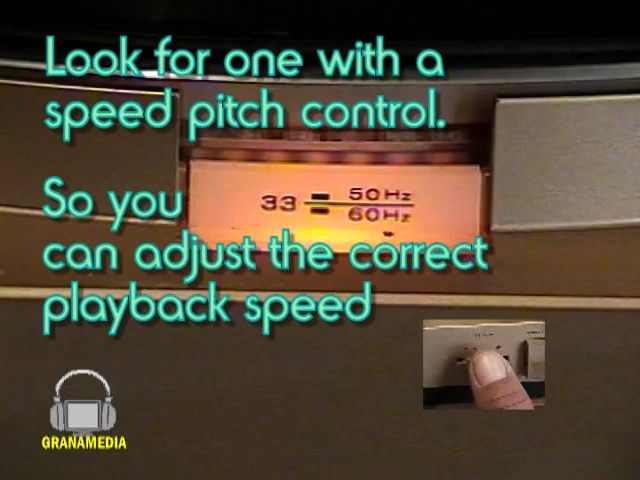 Look for one with a
speed pitch control.
So you
can adjust the correct
playback speed
33 50Hz
60Hz
GRANAMEDIA